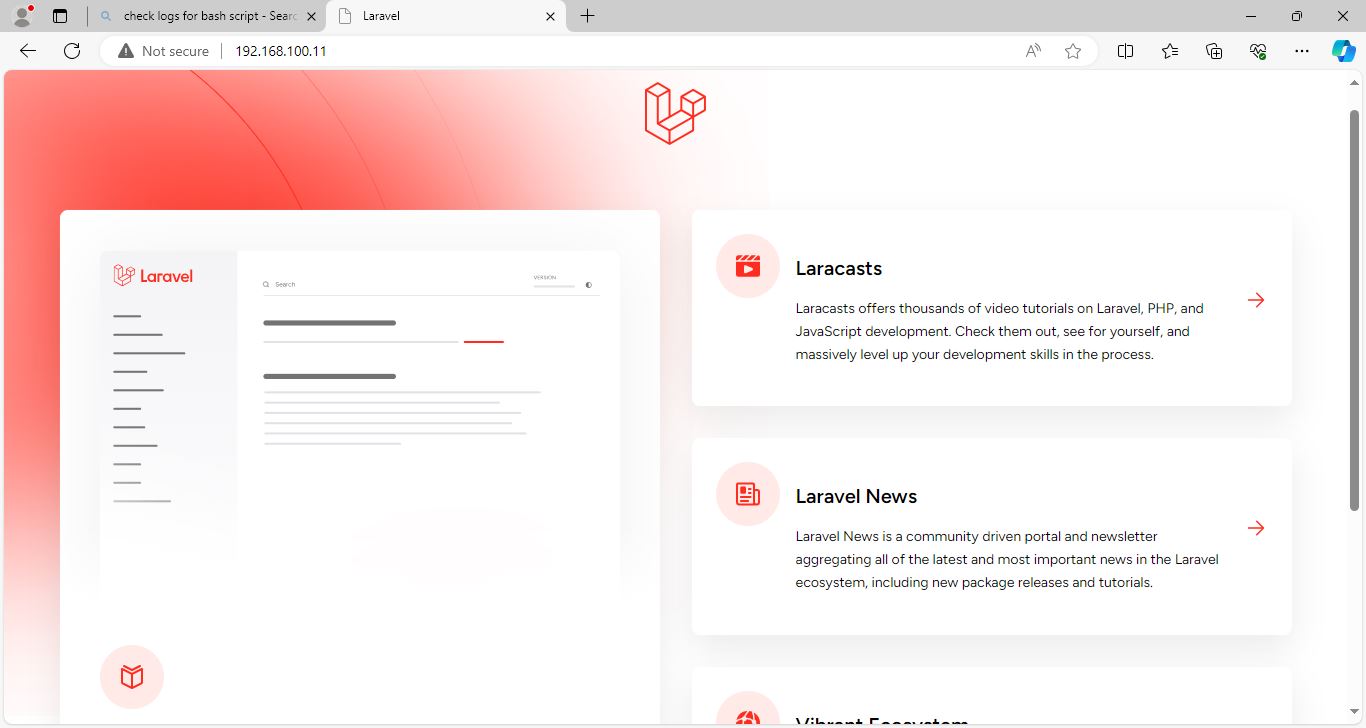 check logs for bash script - Searc
Laravel
Not secure
192.168.100.11
Laravel
Search
VERSION
Laracasts
Laracasts offers thousands of video tutorials on Laravel, PHP, and
JavaScript development. Check them out, see for yourself, and
massively level up your development skills in the process.
Laravel News
Laravel News is a community driven portal and newsletter
aggregating all of the latest and most important news in the Laravel
ecosystem, including new package releases and tutorials.
Vibrant Ecosystem